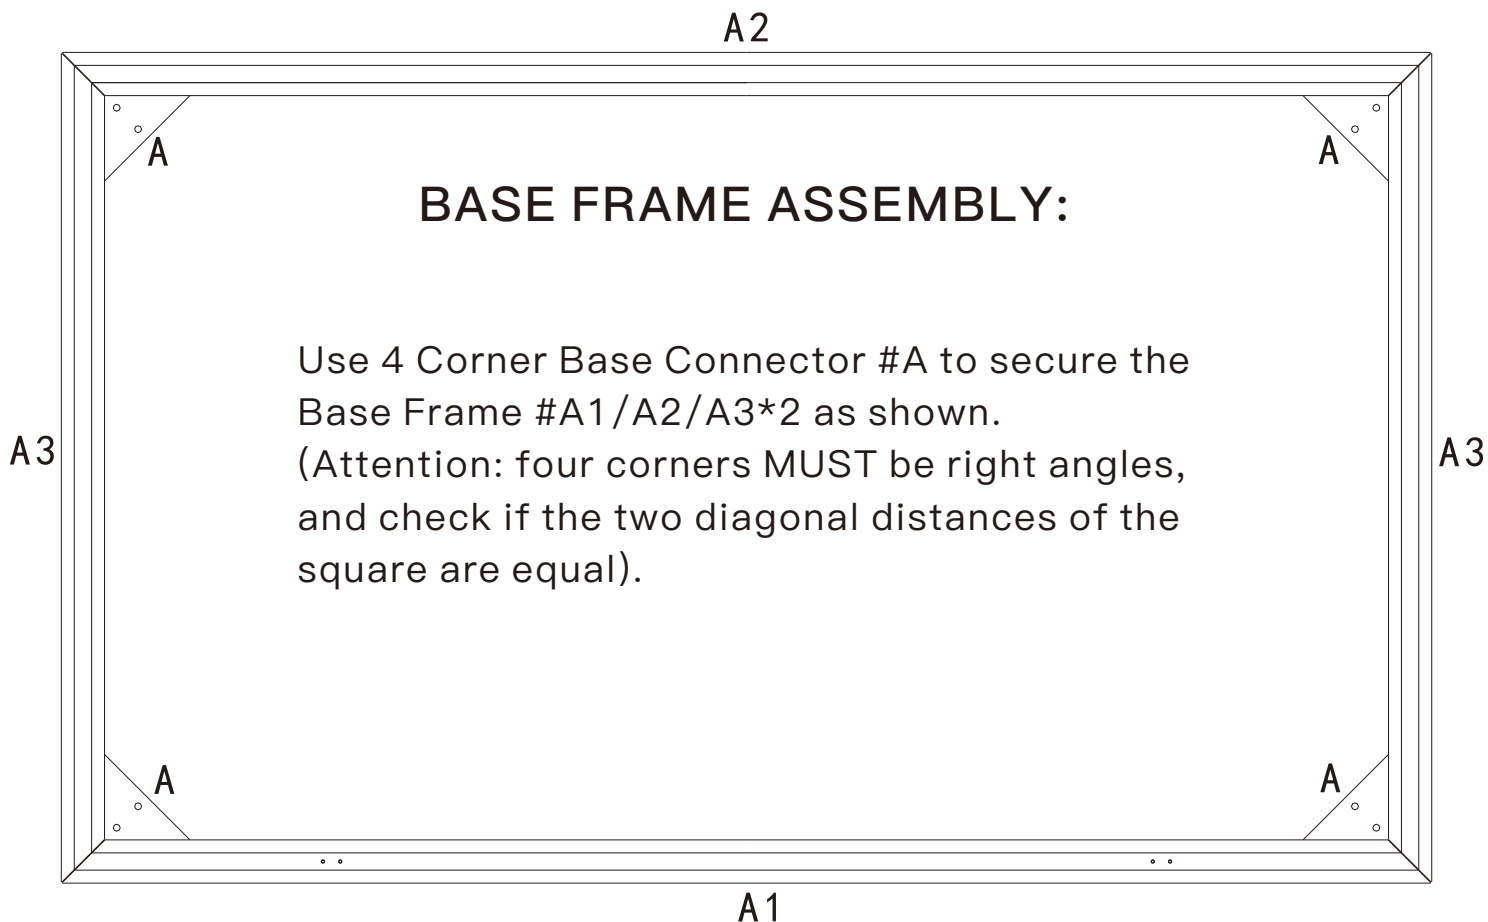 A2
A
A
BASE FRAME ASSEMBLY:
Use 4 Corner Base Connector #A to secure the
Base Frame #A1/A2/A3*2 as shown.
A3
A3
(Attention: four corners MUST be right angles,
and check if the two diagonal distances of the
square are equal).
A
A
A1